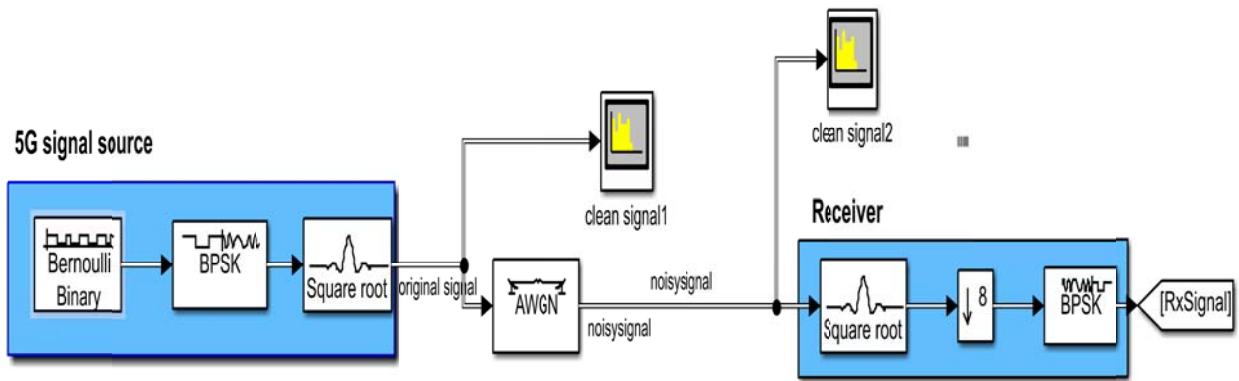 5G signal source
Bernoulli
Binary
BPSK
Square root
original signal
clean signal1
AWGN
noisysignal
noisysignal
clean signal2
Receiver
Square root
8
BPSK
[RxSignal]